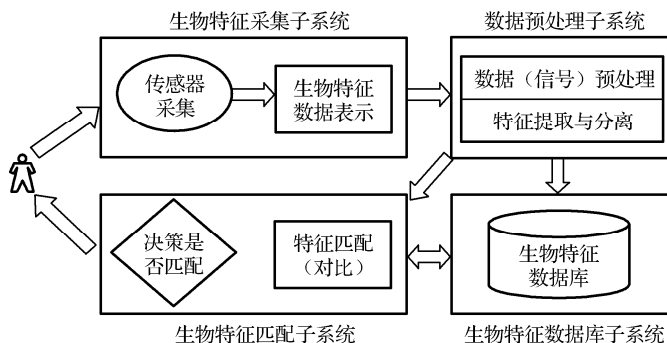 生物特征采集子系统
数据预处理子系统
传感器
采集
生物特征
数据表示
数据（信号）预处理
特征提取与分离
决策是
否匹配
特征匹配
（对比）
生物特征
数据库
生物特征匹配子系统
生物特征数据库子系统